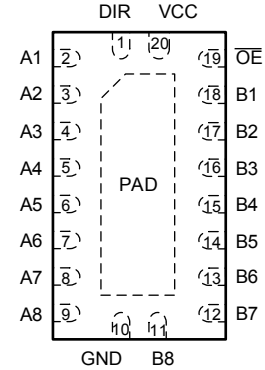 DIR VCC
1 20
A1 2 19 O̅E̅
A2 3 18 B1
A3 4 17 B2
A4 5 16 B3
PAD
A5 6 15 B4
A6 7 14 B5
A7 8 13 B6
A8 9 12 B7
10 11
GND B8